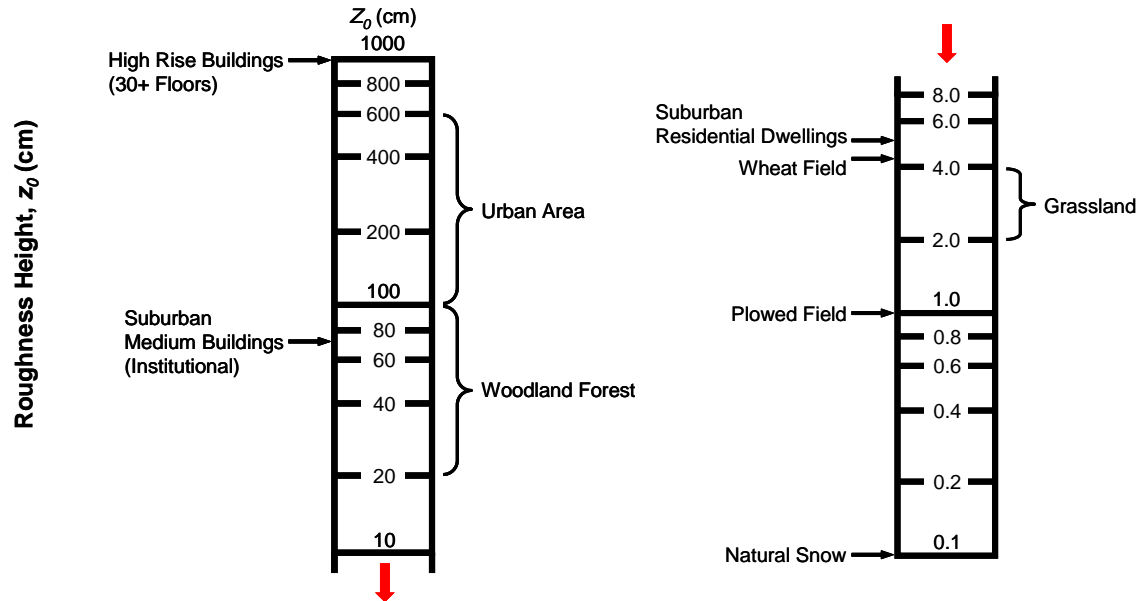 Roughness Height, z0 (cm)
Z0 (cm)
1000
High Rise Buildings
(30+ Floors)
800
600
400
Urban Area
200
100
Suburban
Medium Buildings
(Institutional)
80
60
Woodland Forest
40
20
10
8.0
Suburban
Residential Dwellings
6.0
Wheat Field
4.0
Grassland
2.0
1.0
Plowed Field
0.8
0.6
0.4
0.2
0.1
Natural Snow